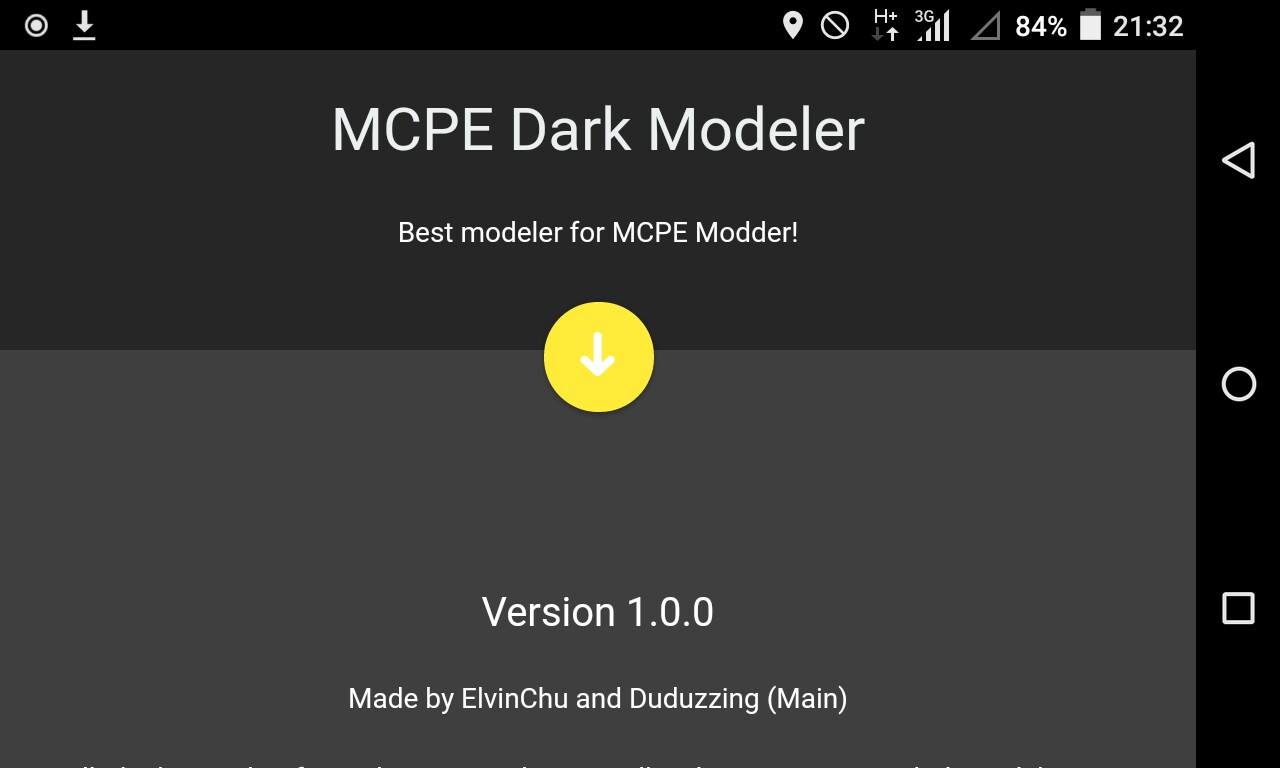 H+ 3G 84% 21:32
MCPE Dark Modeler
Best modeler for MCPE Modder!
Version 1.0.0
Made by ElvinChu and Duduzzing (Main)